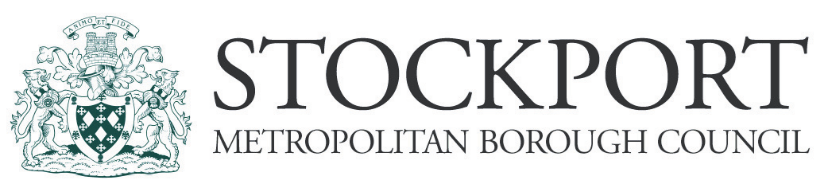 ANIMO ET FIDE
STOCKPORT
METROPOLITAN BOROUGH COUNCIL